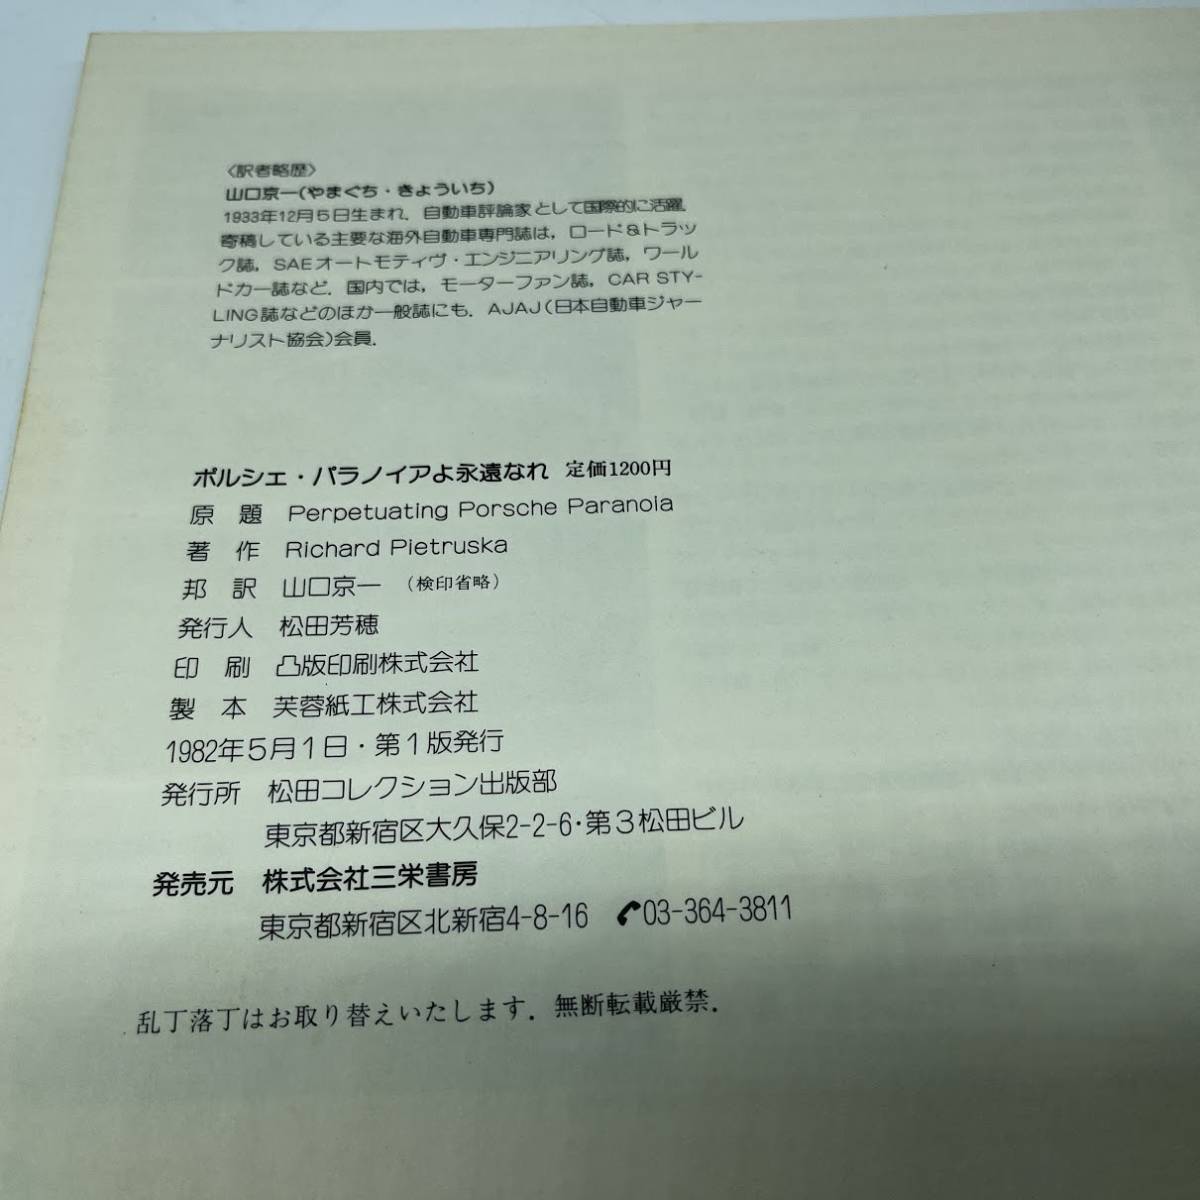 〈訳者略歴〉
山口京一(やまぐち・きょういち)
1933年12月5日生まれ．自動車評論家として国際的に活躍．
寄稿している主要な海外自動車専門誌は，ロード&トラッ
ク誌，SAEオートモティヴ・エンジニアリング誌，ワール
ドカー誌など．国内では，モーターファン誌，CAR STY-
LING誌などのほか一般誌にも．AJAJ(日本自動車ジャー
ナリスト協会)会員．
ポルシェ・パラノイアよ永遠なれ 定価1200円
原 題 Perpetuating Porsche Paranoia
著 作 Richard Pietruska
邦 訳 山口京一 (検印省略)
発行人 松田芳穂
印 刷 凸版印刷株式会社
製 本 芙蓉紙工株式会社
1982年5月1日・第1版発行
発行所 松田コレクション出版部
東京都新宿区大久保2-2-6・第3松田ビル
発売元 株式会社三栄書房
東京都新宿区北新宿4-8-16 ✆03-364-3811
乱丁落丁はお取り替えいたします．無断転載厳禁．